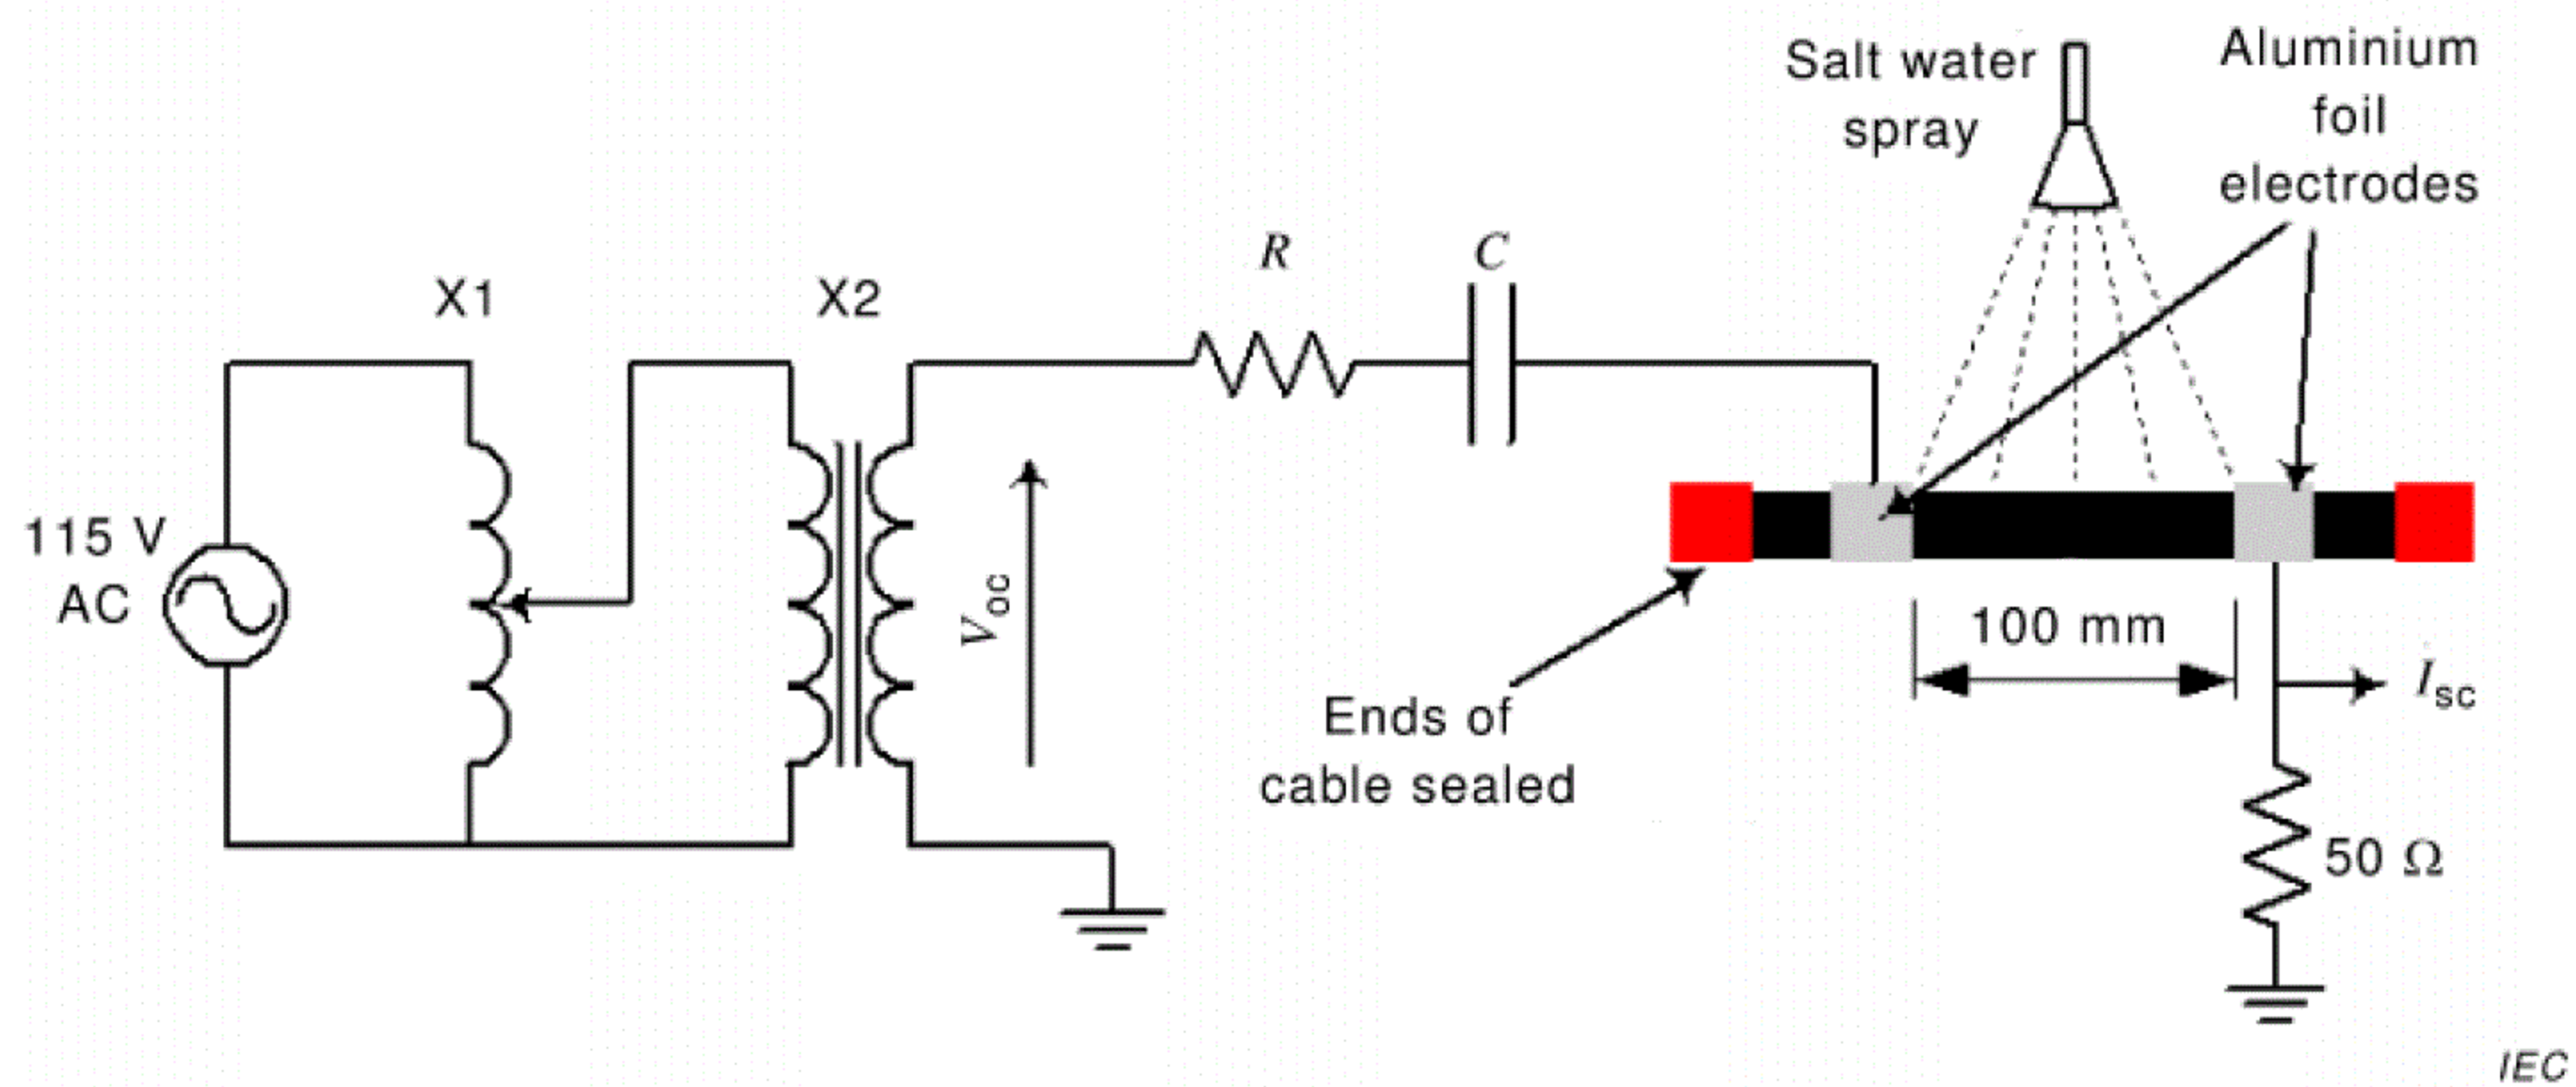 Salt water
spray
Aluminium
foil
electrodes
X1
X2
R
C
115 V
AC
Voc
100 mm
Isc
Ends of
cable sealed
50 Ω
IEC